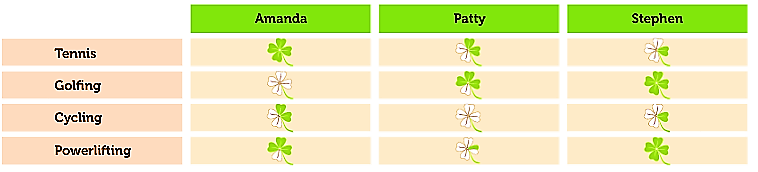 Amanda Patty Stephen
Tennis
Golfing
Cycling
Powerlifting